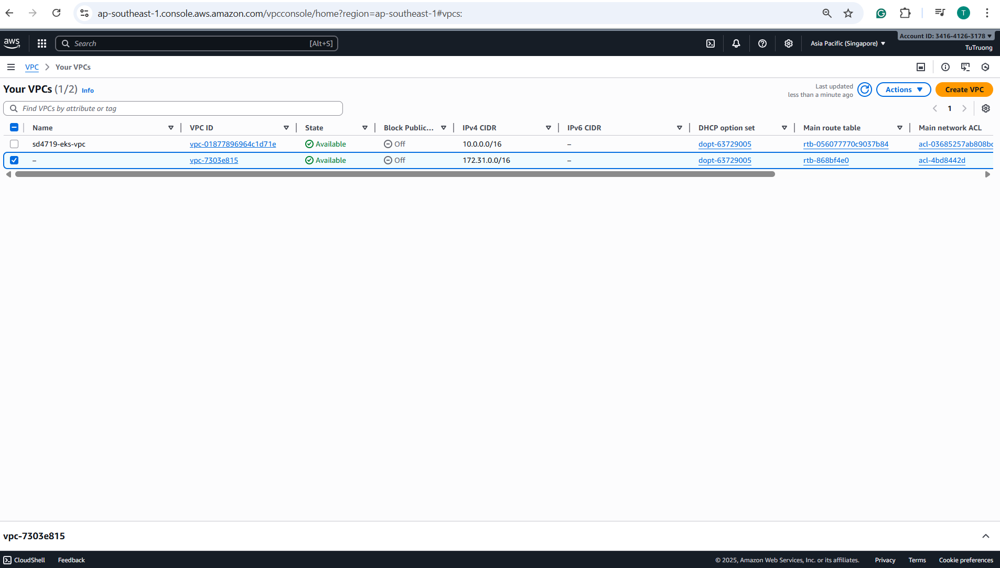 ap-southeast-1.console.aws.amazon.com/vpcconsole/home?region=ap-southeast-1#vpcs:
T
aws
Search [Alt+S]
Asia Pacific (Singapore)
Account ID: 3416-4126-3178
TuTruong
VPC Your VPCs
Your VPCs (1/2) Info
Last updated
less than a minute ago
Actions
Create VPC
Find VPCs by attribute or tag
1
Name VPC ID State Block Public... IPv4 CIDR IPv6 CIDR DHCP option set Main route table Main network ACL
sd4719-eks-vpc vpc-01877896964c1d71e Available Off 10.0.0.0/16 – dopt-63729005 rtb-056077770c9037b84 acl-03685257ab808bc
– vpc-7303e815 Available Off 172.31.0.0/16 – dopt-63729005 rtb-868bf4e0 acl-4bd8442d
vpc-7303e815
CloudShell Feedback © 2025, Amazon Web Services, Inc. or its affiliates. Privacy Terms Cookie preferences